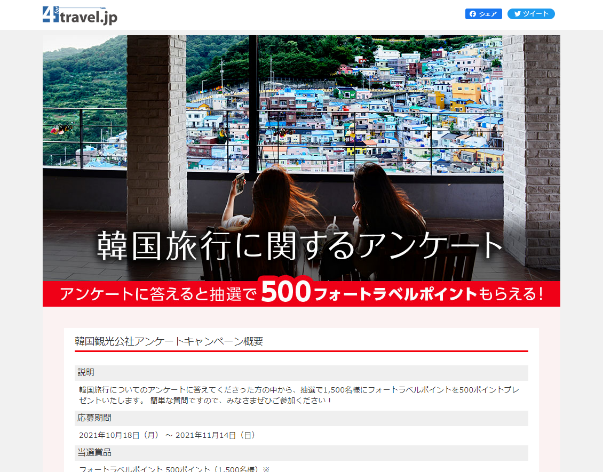 4travel.jp
シェア
ツイート
韓国旅行に関するアンケート
アンケートに答えると抽選で500フォートラベルポイントもらえる！
韓国観光公社アンケートキャンペーン概要
説明
韓国旅行についてのアンケートに答えてくださった方の中から、抽選で1,500名様にフォートラベルポイントを500ポイントプレ
ゼントいたします。 簡単な質問ですので、みなさまぜひご参加ください！
応募期間
2021年10月18日（月） ～ 2021年11月14日（日）
当選賞品
フォートラベルポイント 500ポイント（1,500名様）※